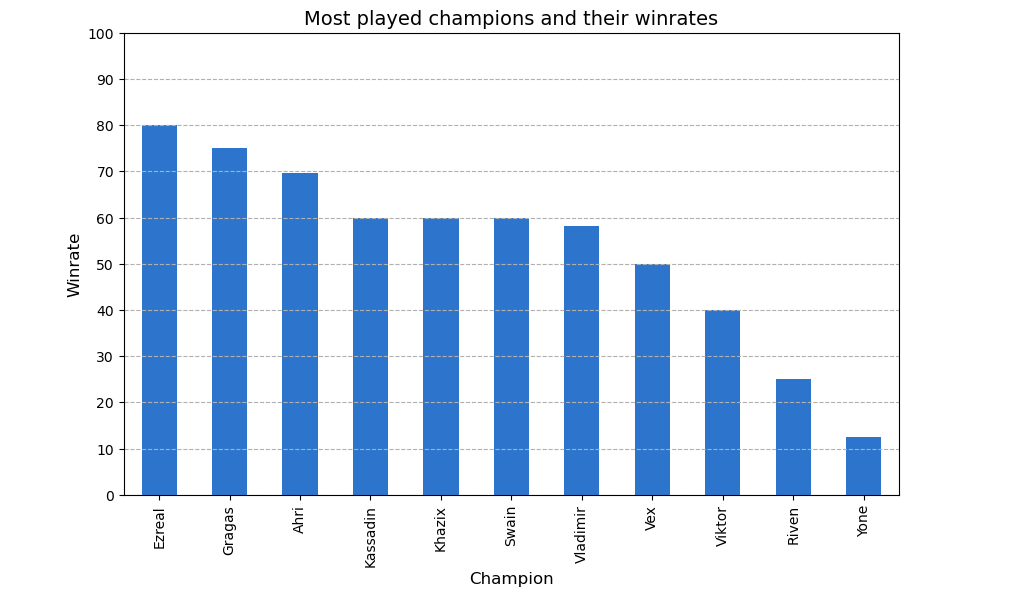 Most played champions and their winrates
100
90
80
70
60
50
40
30
20
10
0
Winrate
Ezreal
Gragas
Ahri
Kassadin
Khazix
Swain
Vladimir
Vex
Viktor
Riven
Yone
Champion